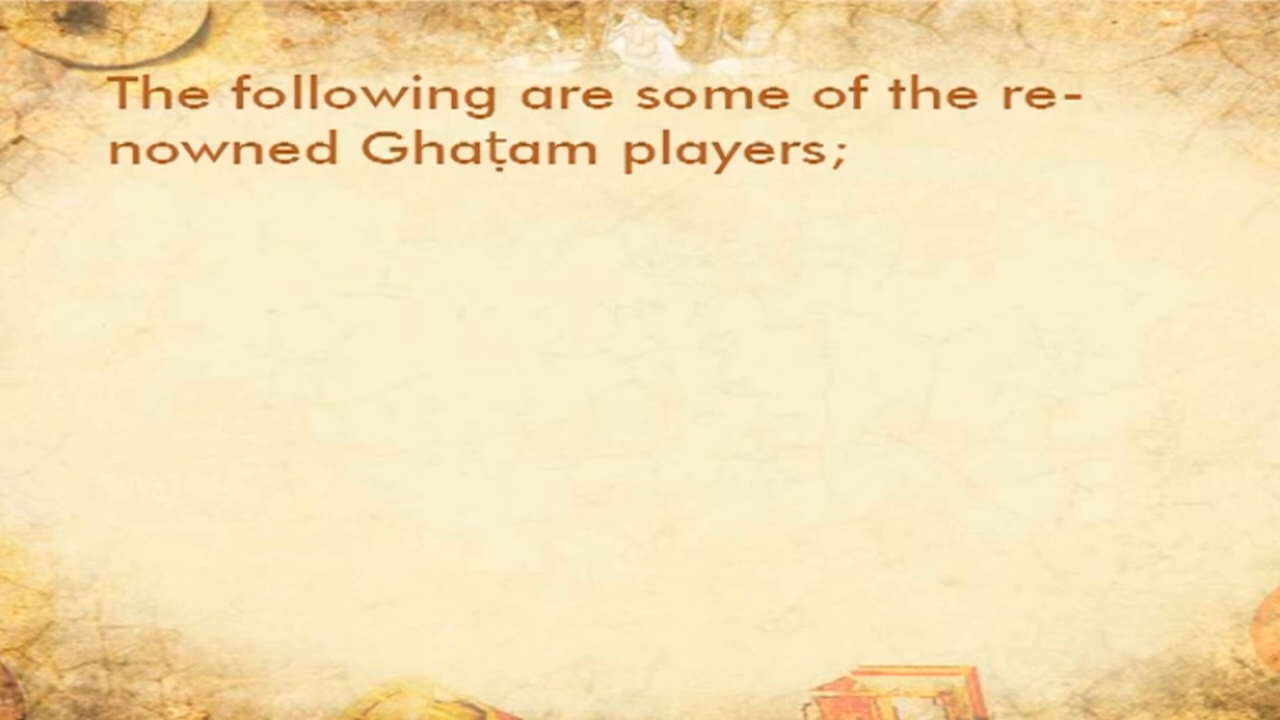 The following are some of the re-
nowned Ghaṭam players;